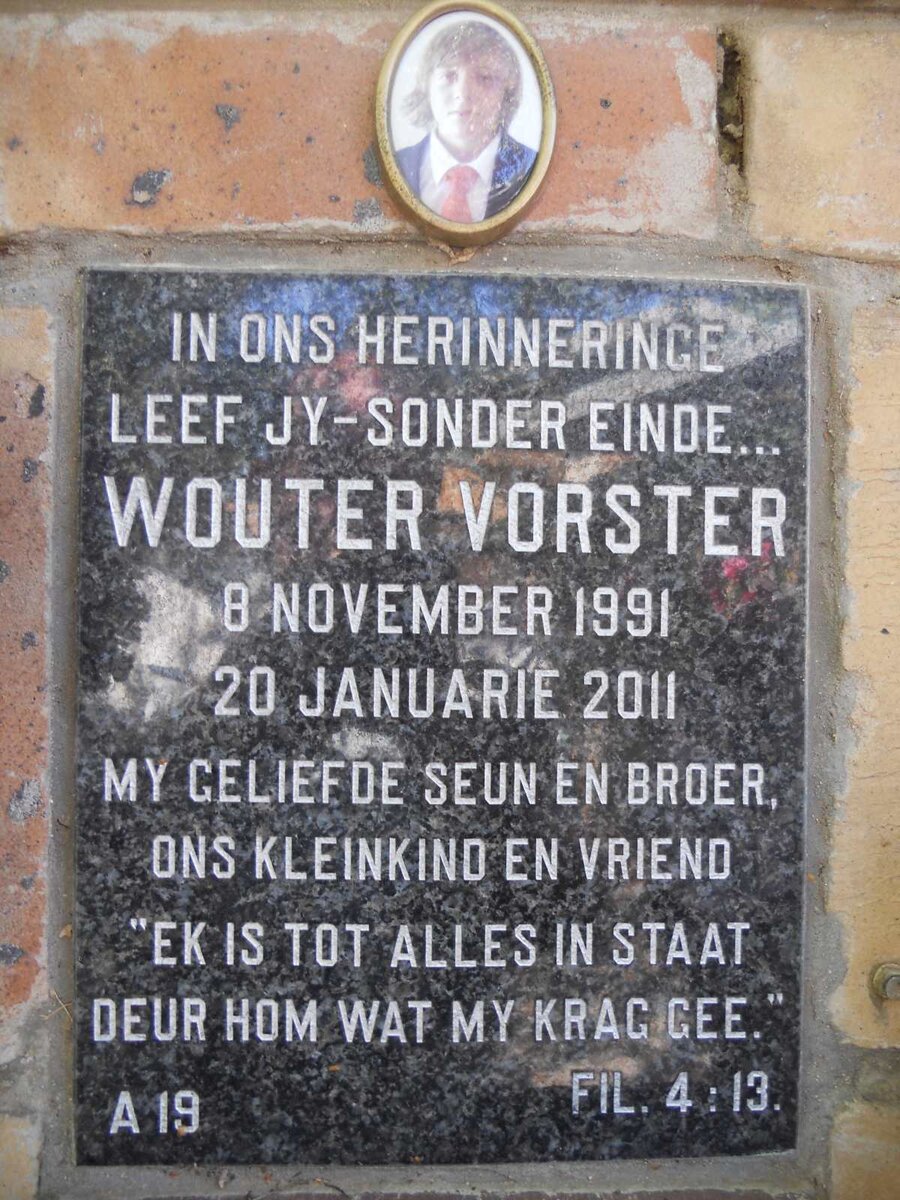 IN ONS HERINNERINGE
LEEF JY-SONDER EINDE...
WOUTER VORSTER
8 NOVEMBER 1991
20 JANUARIE 2011
MY GELIEFDE SEUN EN BROER,
ONS KLEINKIND EN VRIEND
"EK IS TOT ALLES IN STAAT
DEUR HOM WAT MY KRAG GEE."
FIL. 4:13.
A 19